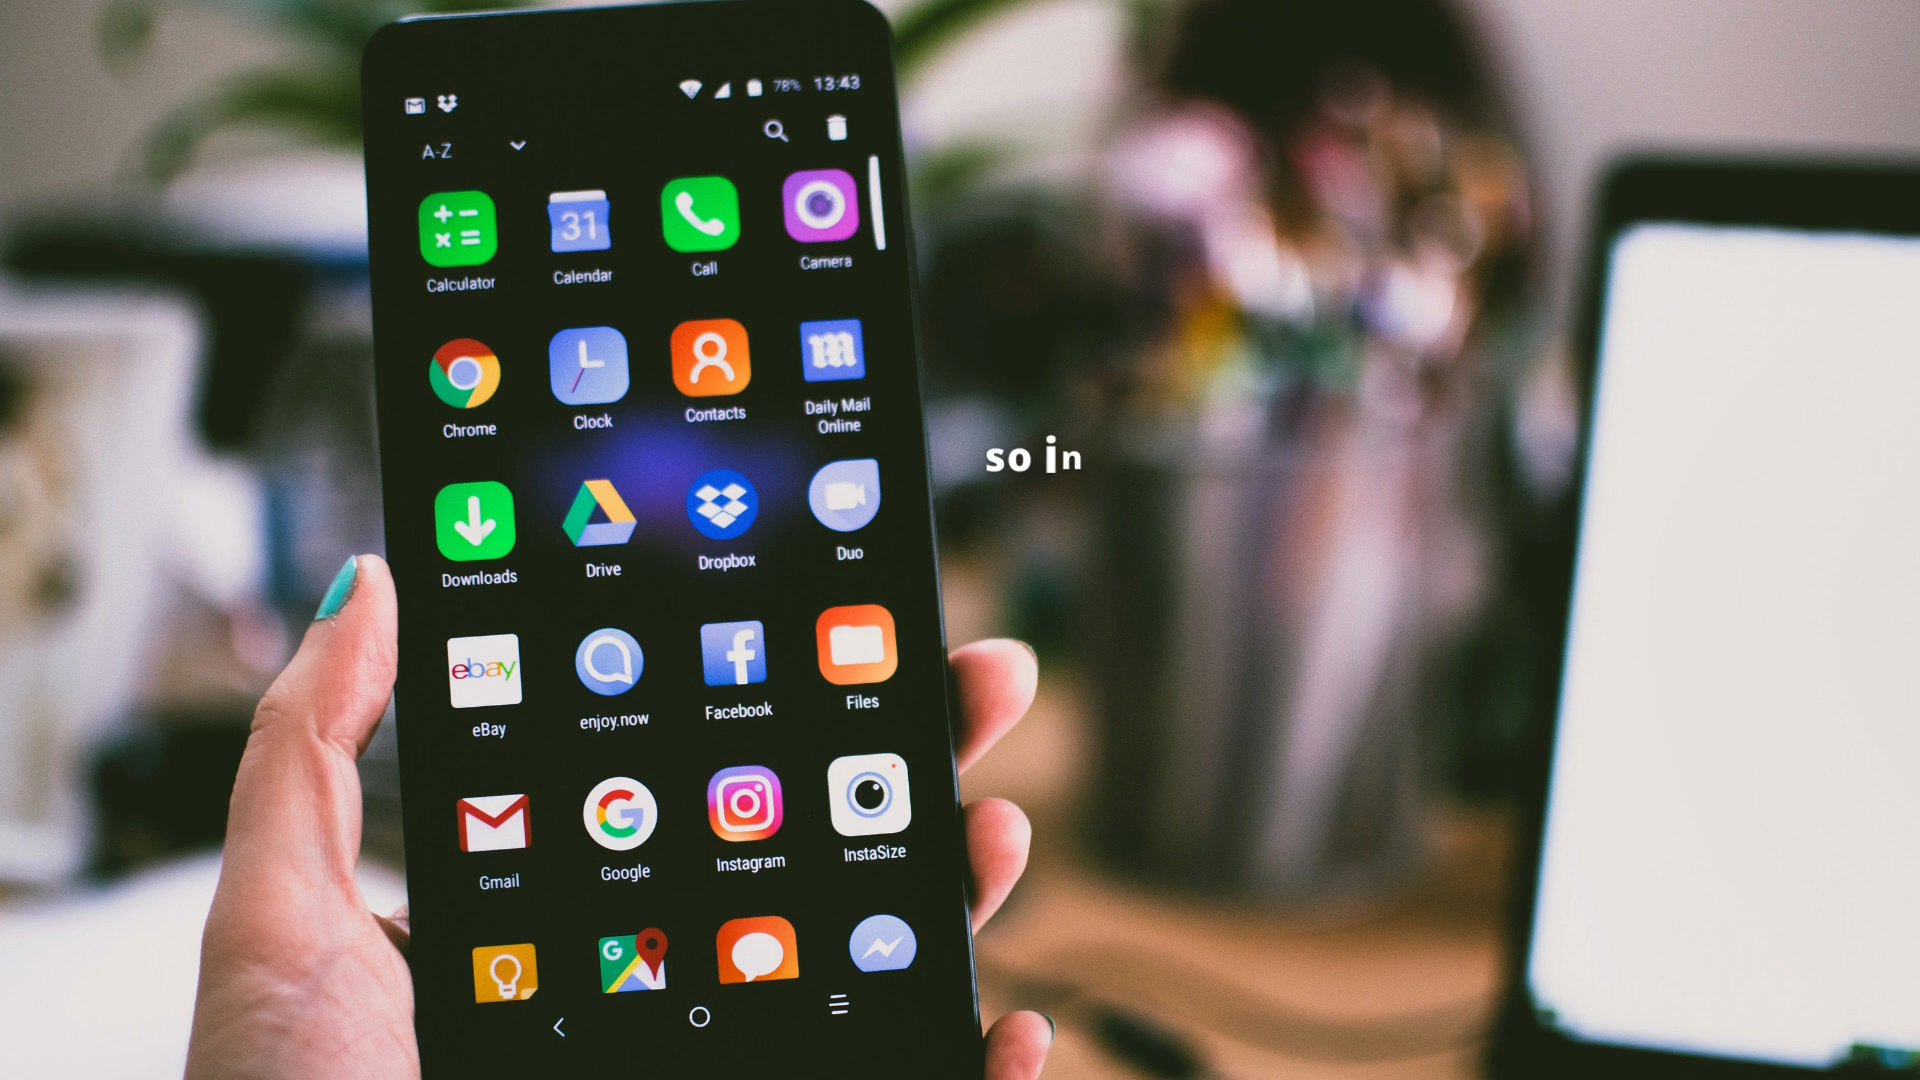 78% 13:43
A-Z
31
Calculator Calendar Call Camera
m
Chrome Clock Contacts Daily Mail
Online
Downloads Drive Dropbox Duo
so in
ebay f
eBay enjoy.now Facebook Files
G
Gmail Google Instagram InstaSize
G